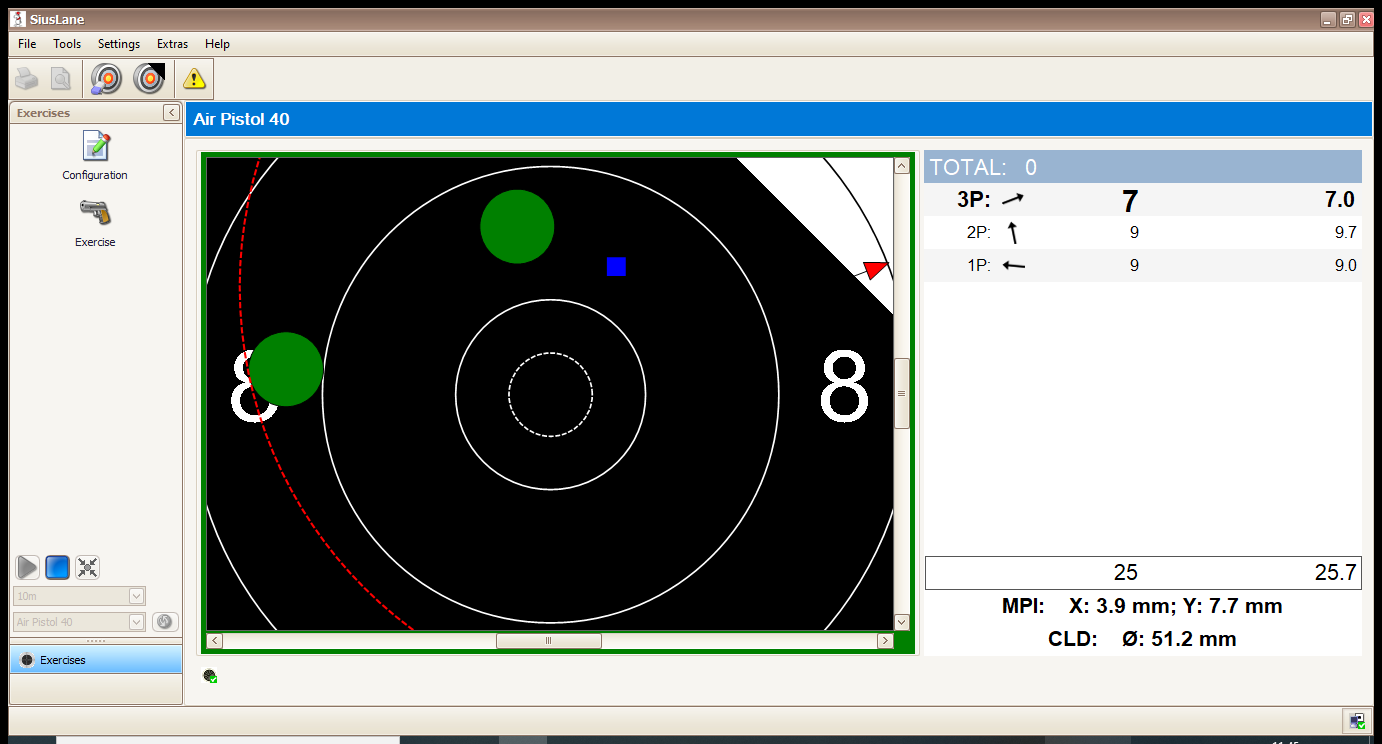 SiusLane
File Tools Settings Extras Help
Exercises
Configuration
Exercise
10m
Air Pistol 40
Exercises
Air Pistol 40
8 8
TOTAL: 0
3P: 7 7.0
2P: 9 9.7
1P: 9 9.0
25 25.7
MPI: X: 3.9 mm; Y: 7.7 mm
CLD: Ø: 51.2 mm